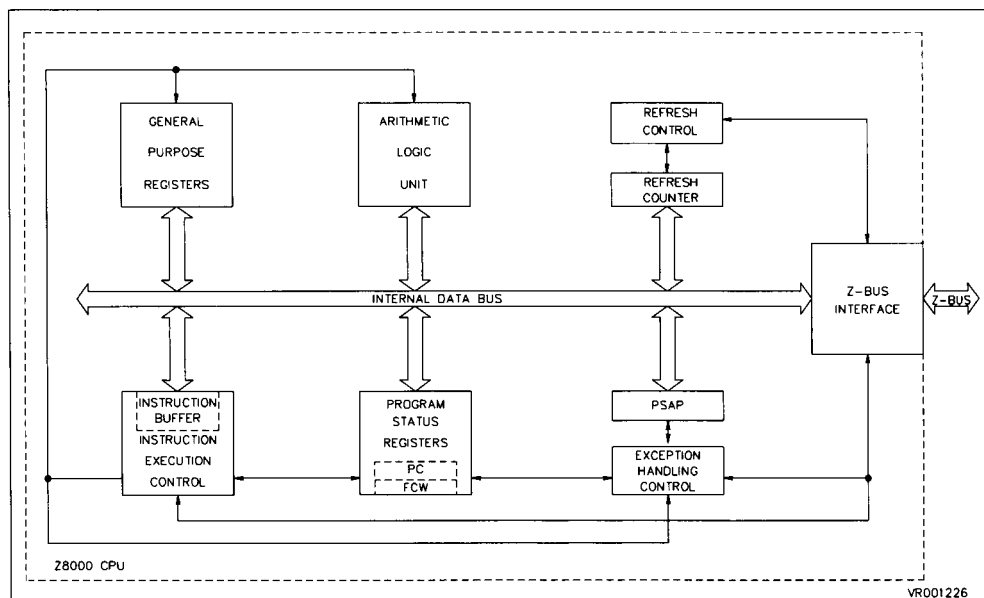 GENERAL
PURPOSE
REGISTERS
ARITHMETIC
LOGIC
UNIT
REFRESH
CONTROL
REFRESH
COUNTER
INTERNAL DATA BUS
Z-BUS
INTERFACE
Z-BUS
INSTRUCTION
BUFFER
INSTRUCTION
EXECUTION
CONTROL
PROGRAM
STATUS
REGISTERS
PC
FCW
PSAP
EXCEPTION
HANDLING
CONTROL
Z8000 CPU
VR001226